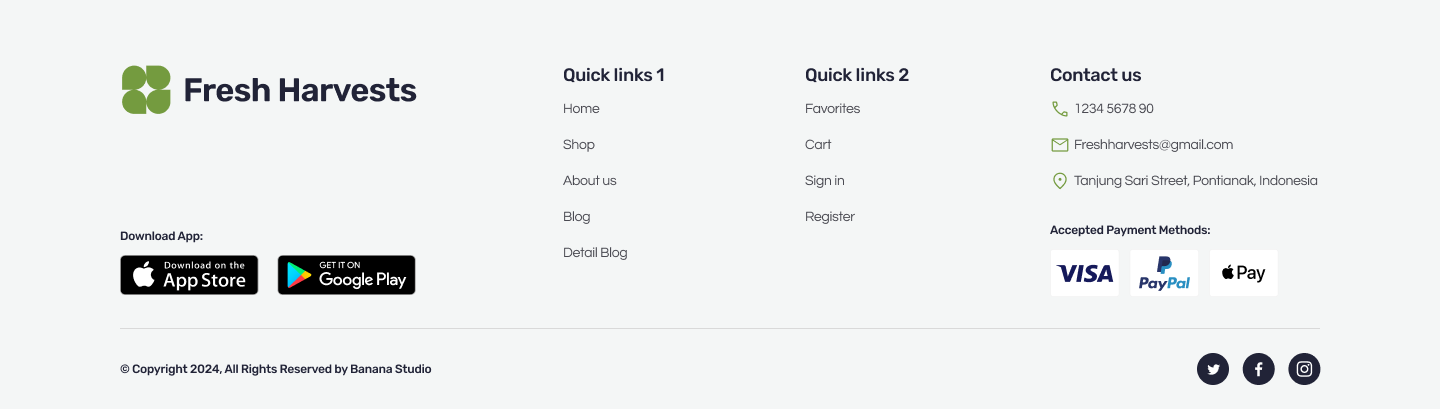 Fresh Harvests
Download App:
Download on the
App Store
GET IT ON
Google Play
Quick links 1
Home
Shop
About us
Blog
Detail Blog
Quick links 2
Favorites
Cart
Sign in
Register
Contact us
1234 5678 90
Freshharvests@gmail.com
Tanjung Sari Street, Pontianak, Indonesia
Accepted Payment Methods:
VISA
PayPal
Pay
© Copyright 2024, All Rights Reserved by Banana Studio